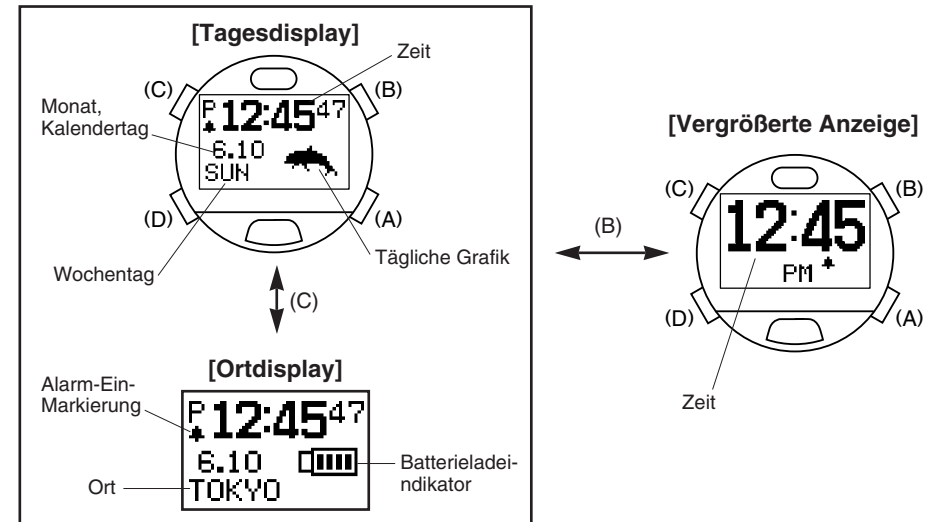 [Tagesdisplay]
Zeit
(C)
(B)
Monat,
Kalendertag
P 12:45 47
6.10
SUN
(D)
(A)
Wochentag
Tägliche Grafik
(C)
[Ortdisplay]
Alarm-Ein-
Markierung
P 12:45 47
6.10
TOKYO
Ort
Batterieladei-
ndikator
(B)
[Vergrößerte Anzeige]
(C)
(B)
12:45
PM
(D)
(A)
Zeit